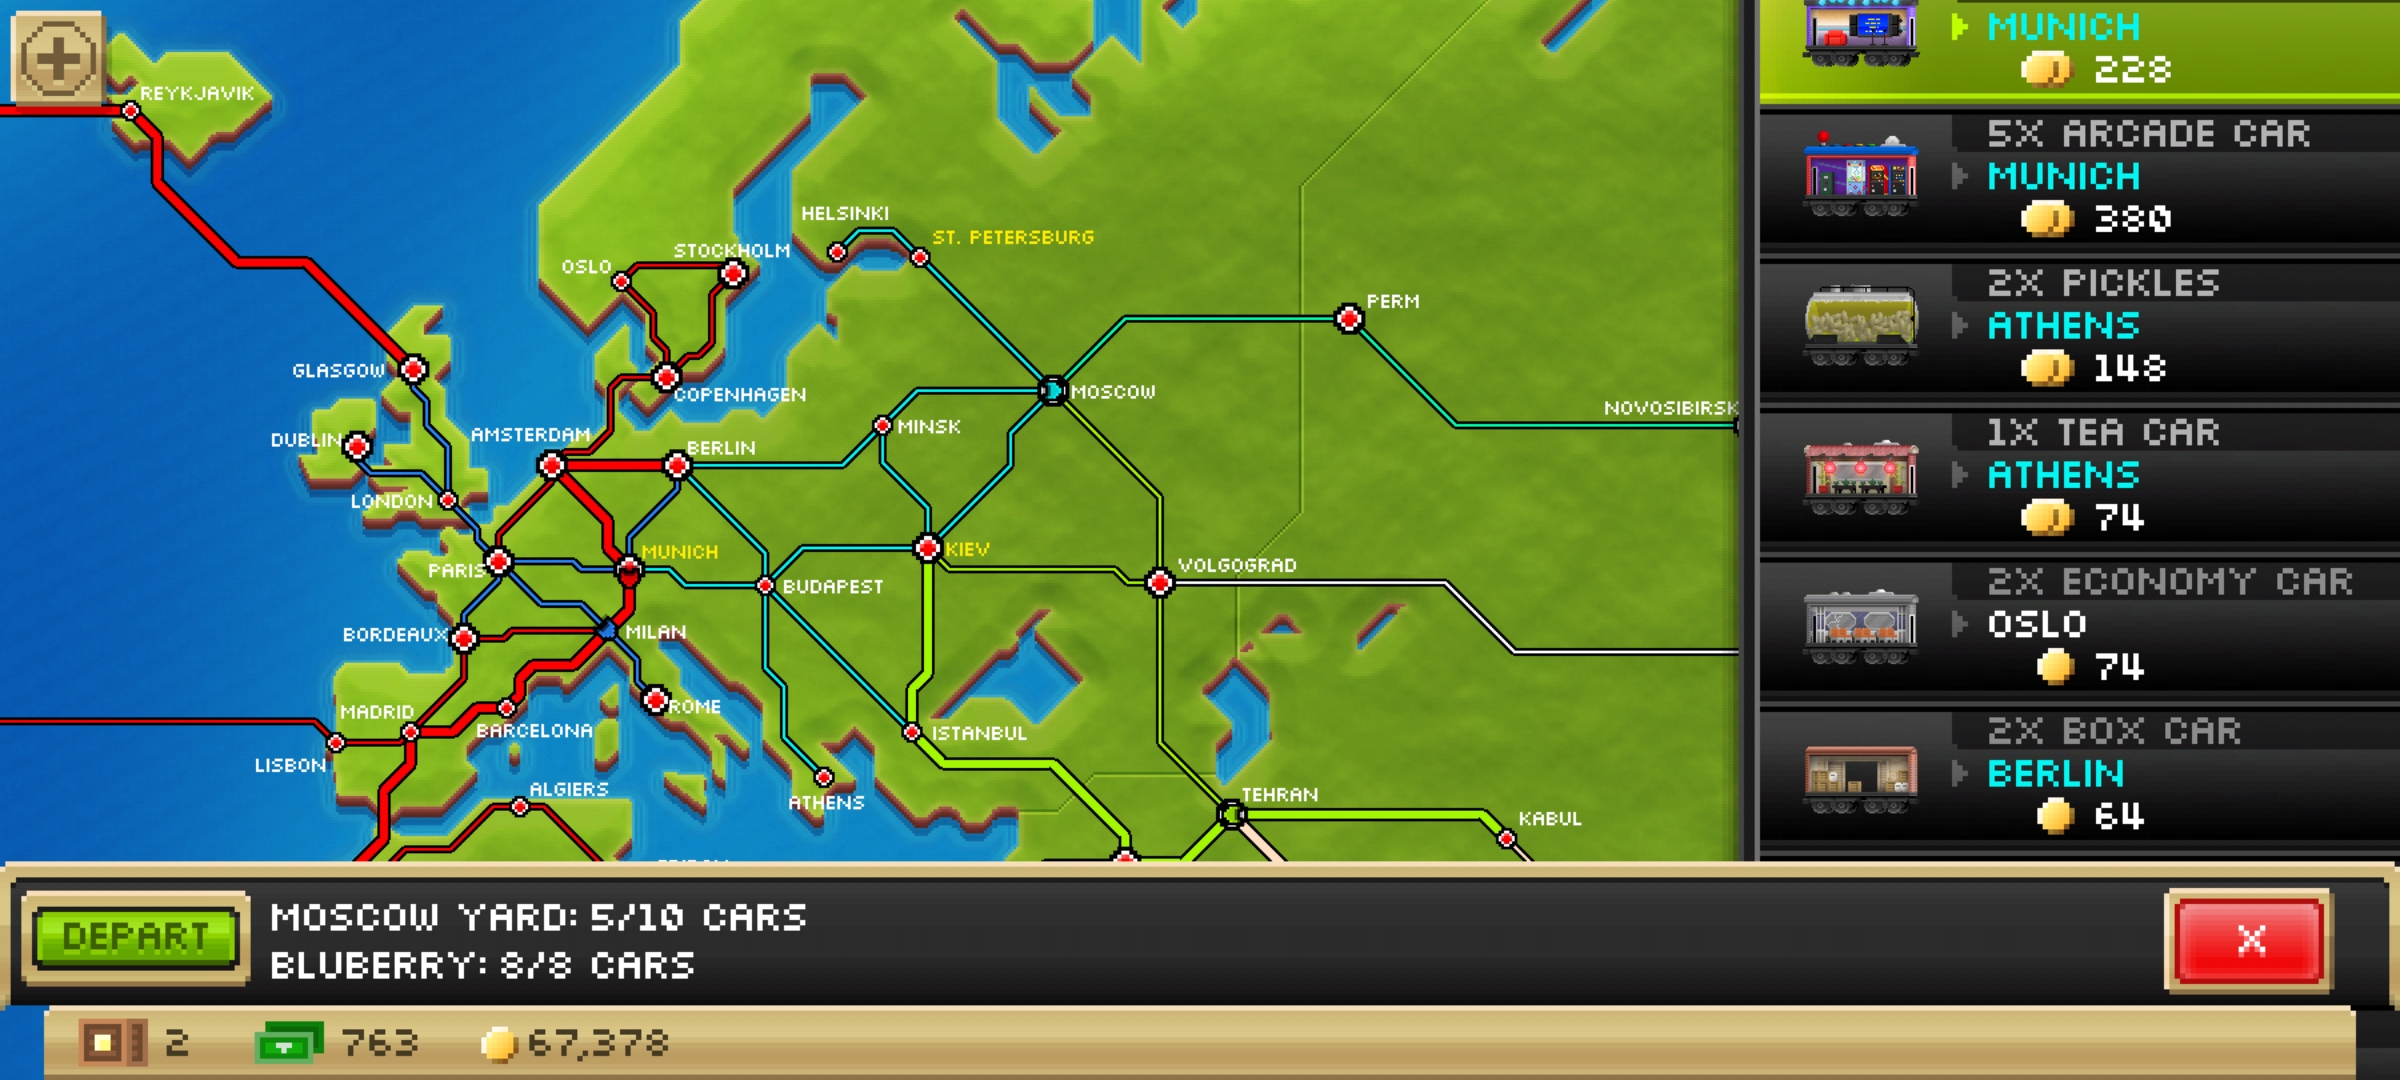 REYKJAVIK
HELSINKI
ST. PETERSBURG
STOCKHOLM
OSLO
PERM
GLASGOW
COPENHAGEN
MOSCOW
NOVOSIBIRSK
MINSK
AMSTERDAM
DUBLIN
BERLIN
LONDON
MUNICH
KIEV
PARIS
VOLGOGRAD
BUDAPEST
BORDEAUX
MILAN
ROME
MADRID
BARCELONA
ISTANBUL
LISBON
ALGIERS
ATHENS
TEHRAN
KABUL
MUNICH
228
5X ARCADE CAR
MUNICH
380
2X PICKLES
ATHENS
148
1X TEA CAR
ATHENS
74
2X ECONOMY CAR
OSLO
74
2X BOX CAR
BERLIN
64
DEPART
MOSCOW YARD: 5/10 CARS
BLUBERRY: 8/8 CARS
X
2
763
67,378